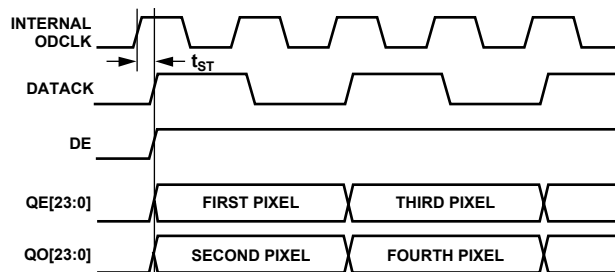 INTERNAL
ODCLK
tST
DATACK
DE
QE[23:0]
FIRST PIXEL
THIRD PIXEL
QO[23:0]
SECOND PIXEL
FOURTH PIXEL